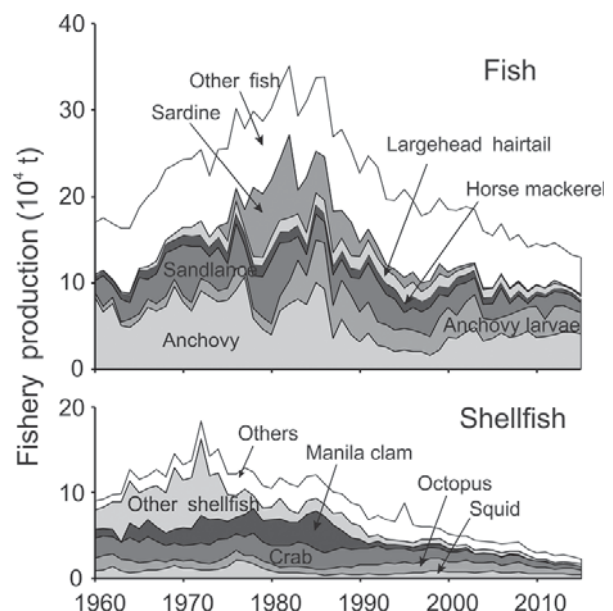 Fishery production (10⁴ t)
40
30
20
10
0
Fish
Other fish
Sardine
Largehead hairtail
Horse mackerel
Sandlance
Anchovy
Anchovy larvae
20
10
0
Shellfish
Others
Manila clam
Octopus
Squid
Other shellfish
Crab
1960 1970 1980 1990 2000 2010